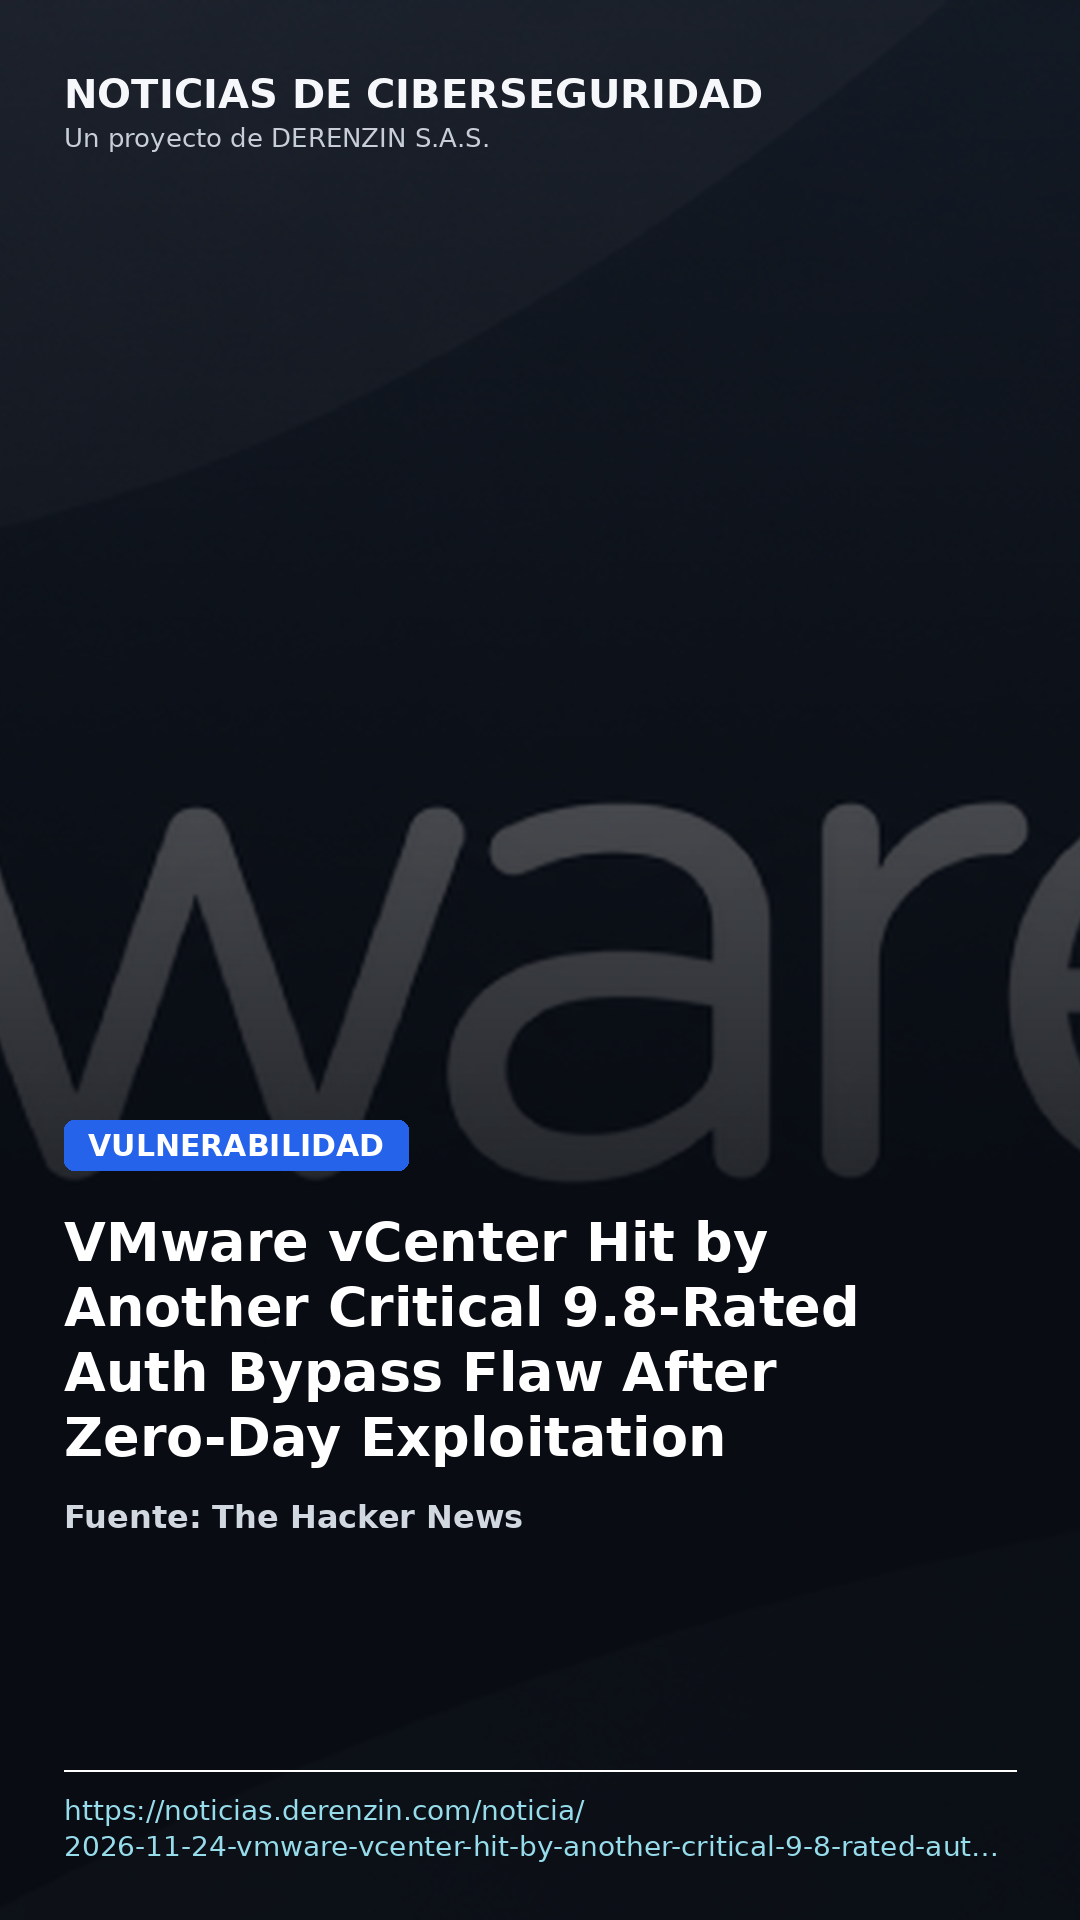 NOTICIAS DE CIBERSEGURIDAD
Un proyecto de DERENZIN S.A.S.
ware
VULNERABILIDAD
VMware vCenter Hit by
Another Critical 9.8-Rated
Auth Bypass Flaw After
Zero-Day Exploitation
Fuente: The Hacker News
https://noticias.derenzin.com/noticia/
2026-11-24-vmware-vcenter-hit-by-another-critical-9-8-rated-aut…